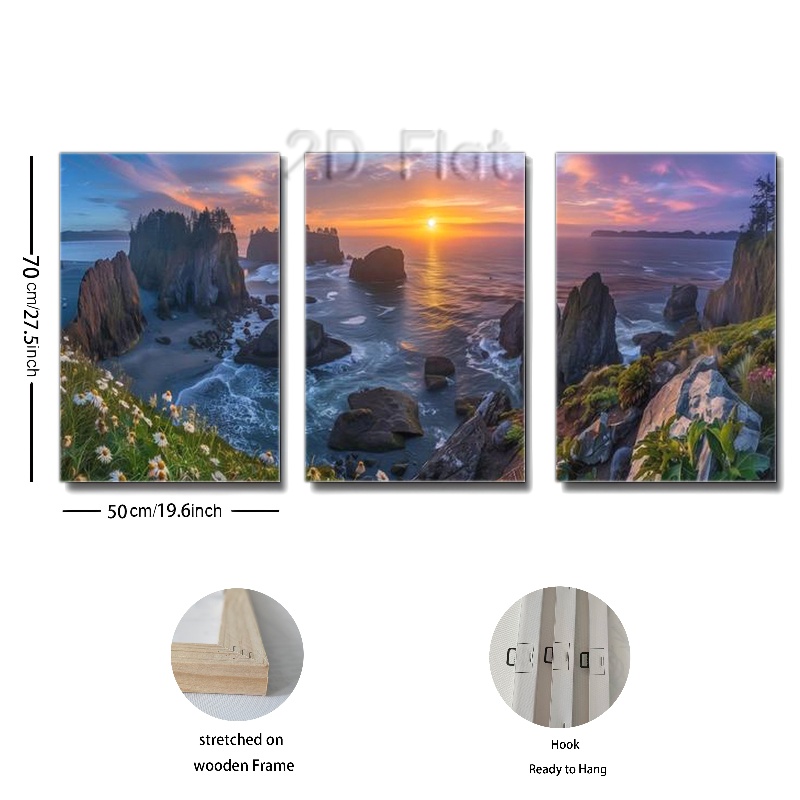 2D Flat
70cm/27.5inch
50cm/19.6inch
stretched on
wooden Frame
Hook
Ready to Hang